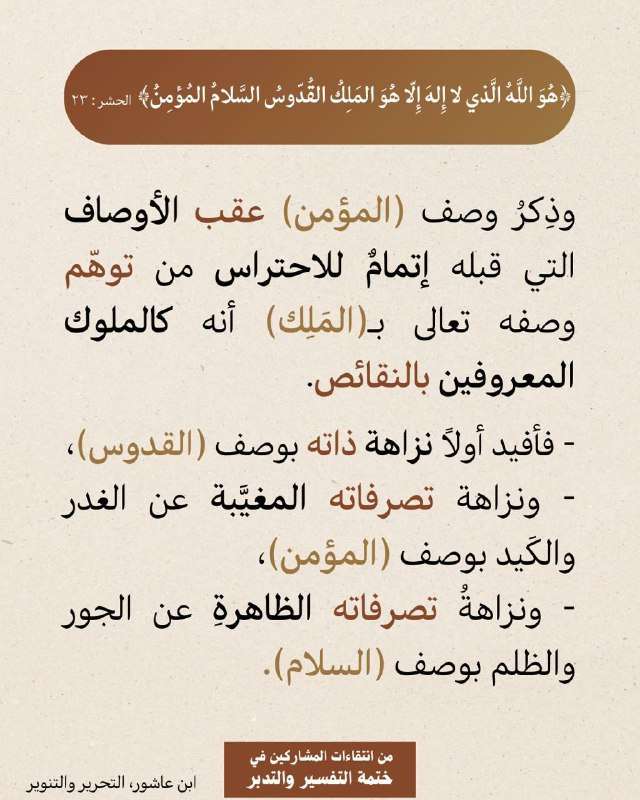 ﴿هُوَ اللَّهُ الَّذي لا إِلهَ إِلّا هُوَ المَلِكُ القُدّوسُ السَّلامُ المُؤمِنُ﴾ الحشر: ٢٣
وذِكرُ وصف (المؤمن) عقب الأوصاف
التي قبله إتمامٌ للاحتراس من توهّم
وصفه تعالى بـ(المَلِك) أنه كالملوك
المعروفين بالنقائص.
- فأفيد أولاً نزاهة ذاته بوصف (القدوس)،
- ونزاهة تصرفاته المغيَّبة عن الغدر
والكَيد بوصف (المؤمن)،
- ونزاهةُ تصرفاته الظاهرةِ عن الجور
والظلم بوصف (السلام).
من انتقاءات المشاركين في
ختمة التفسير والتدبر
ابن عاشور، التحرير والتنوير